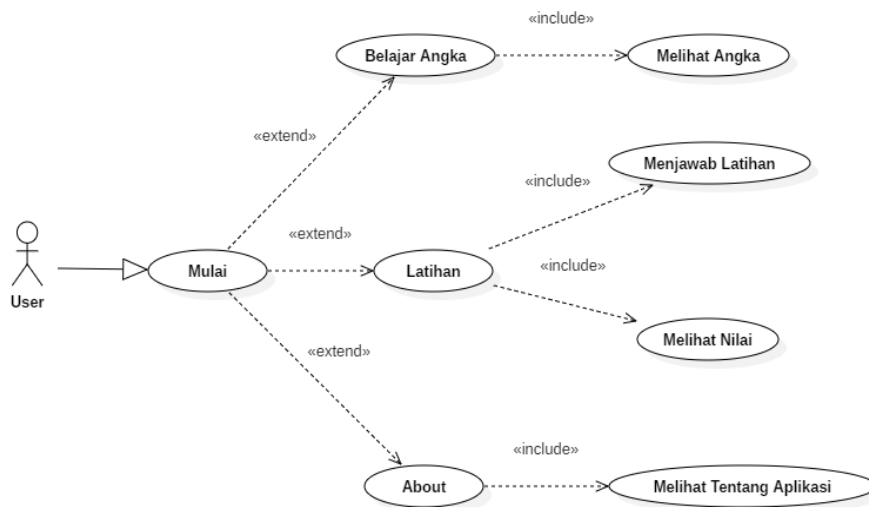 «include»
Belajar Angka
Melihat Angka
«extend»
Menjawab Latihan
«include»
«extend»
Mulai
Latihan
«include»
User
Melihat Nilai
«extend»
«include»
About
Melihat Tentang Aplikasi